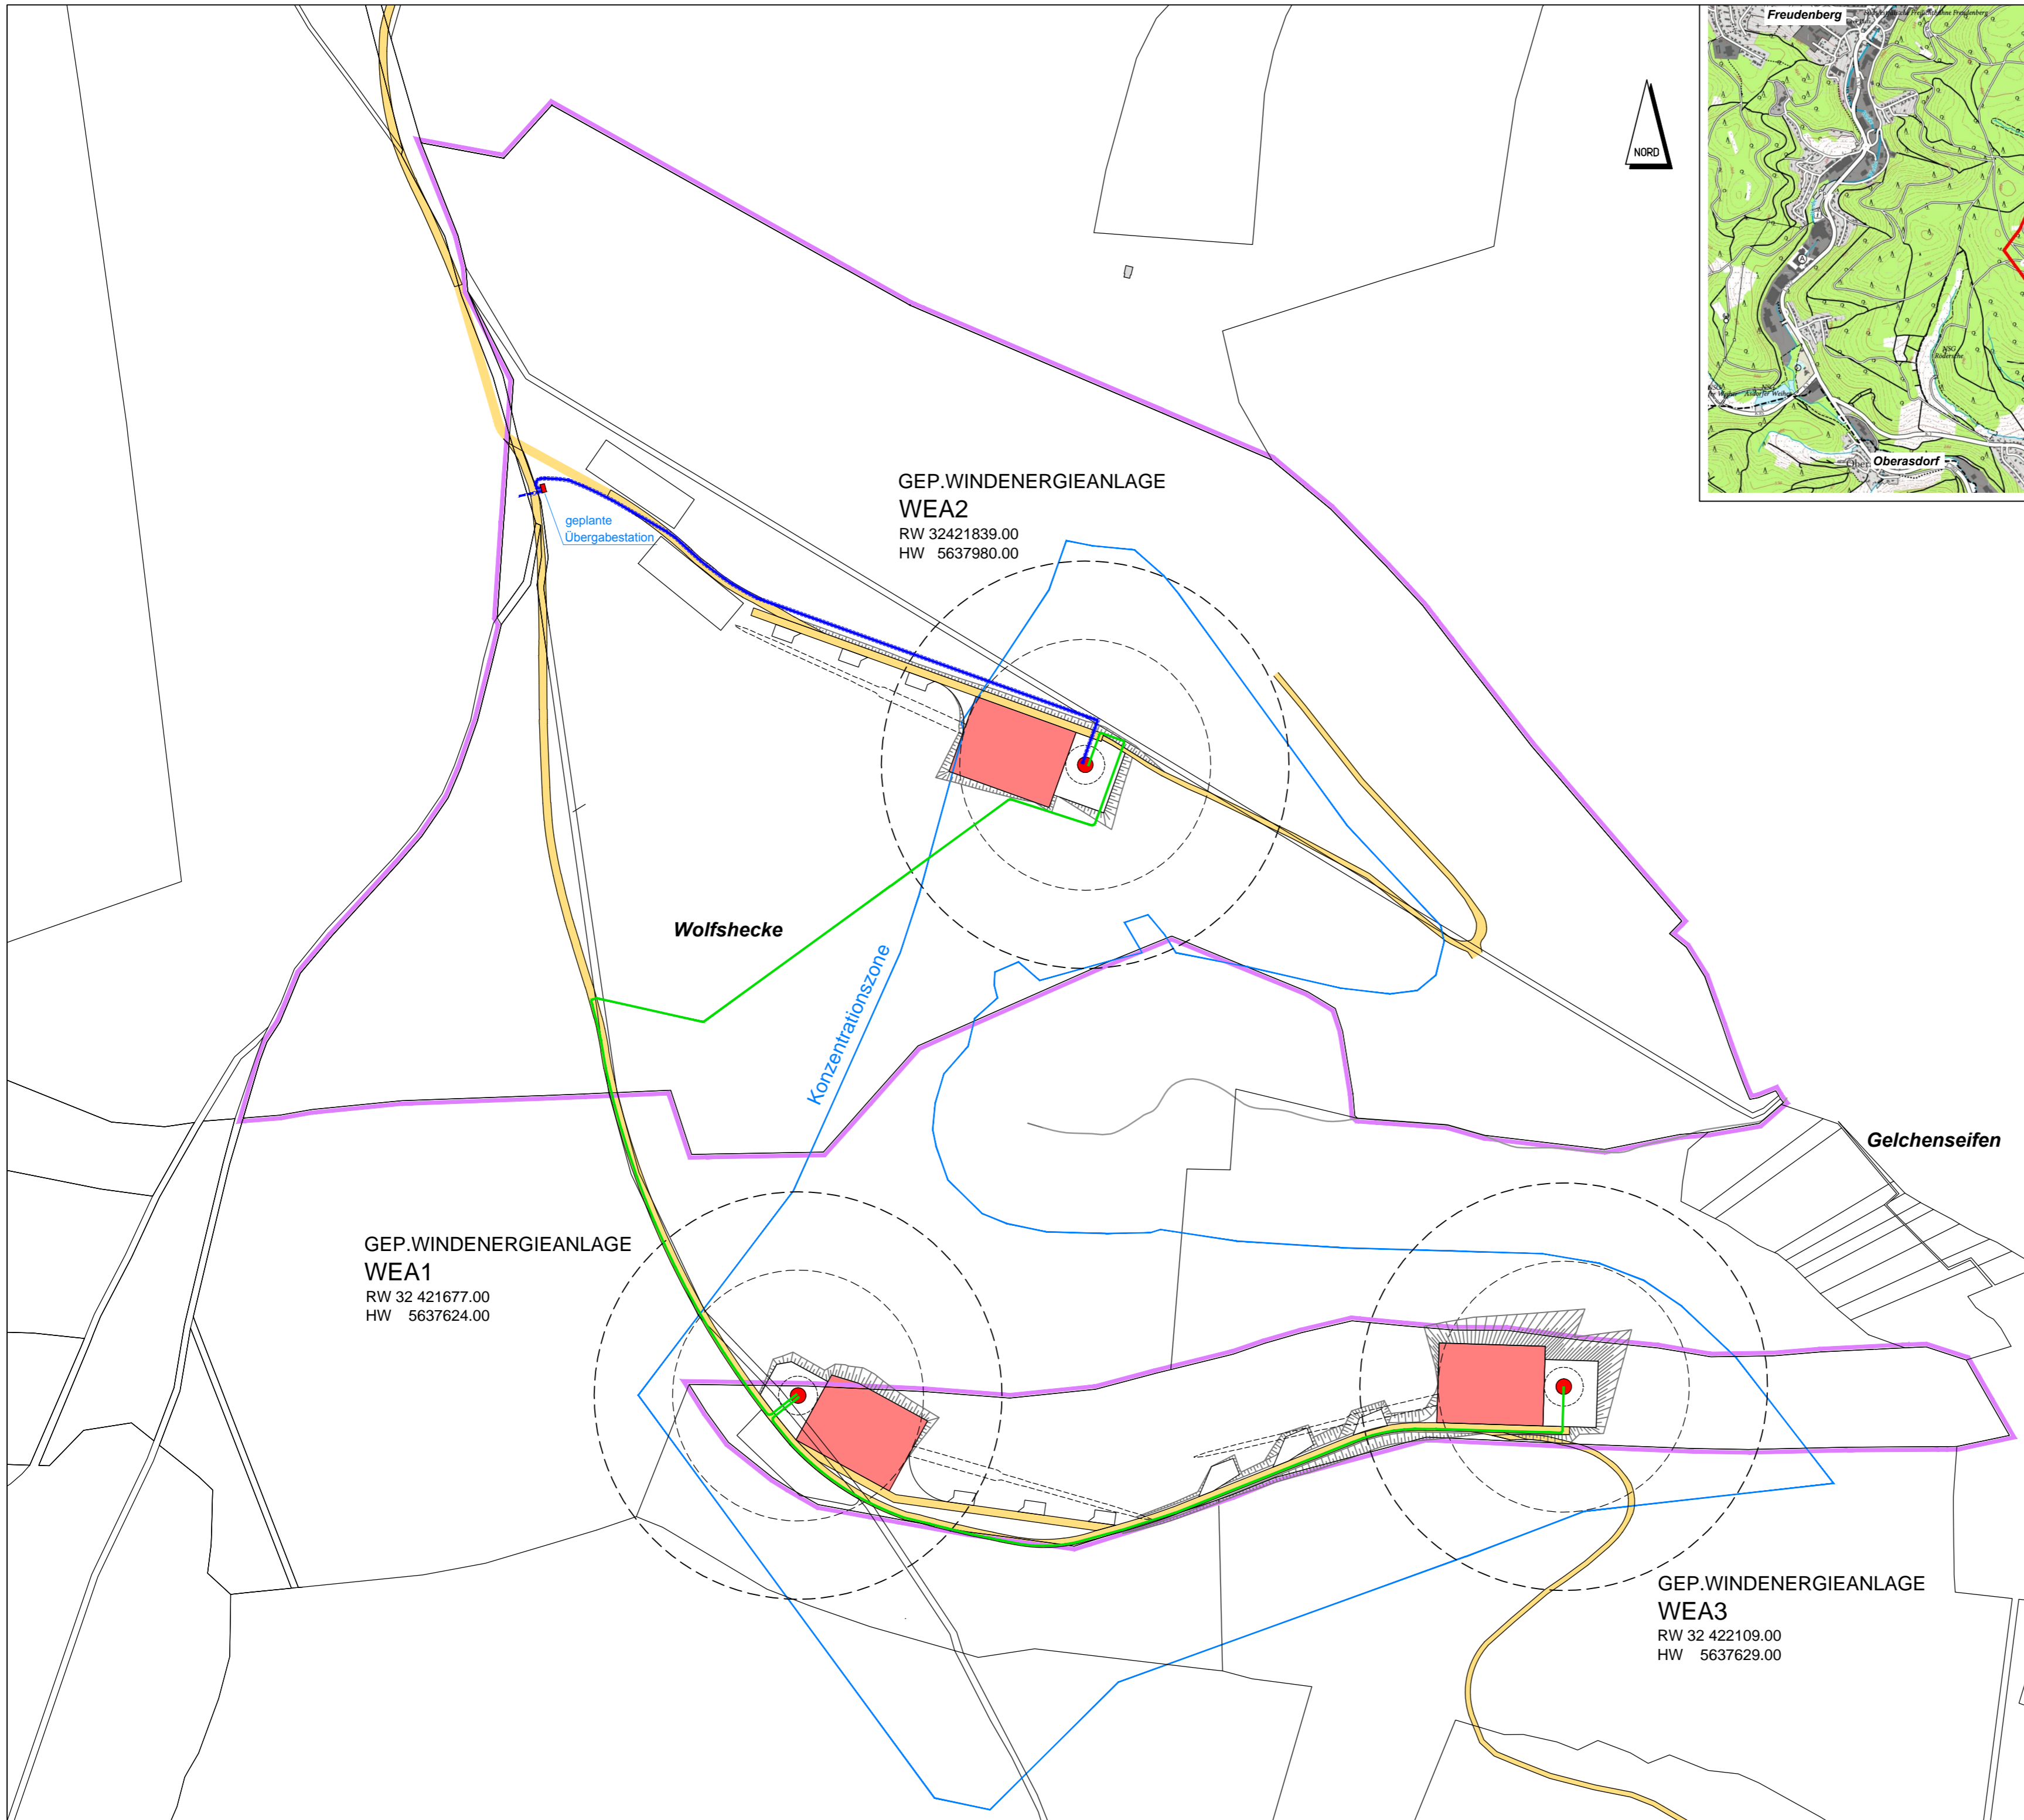 Freudenberg
NORD
NSG
Oberasdorf
GEP.WINDENERGIEANLAGE
WEA2
RW 32421839.00
HW 5637980.00
geplante
Übergabestation
Wolfshecke
Konzentrationszone
Gelchenseifen
GEP.WINDENERGIEANLAGE
WEA1
RW 32 421677.00
HW 5637624.00
GEP.WINDENERGIEANLAGE
WEA3
RW 32 422109.00
HW 5637629.00